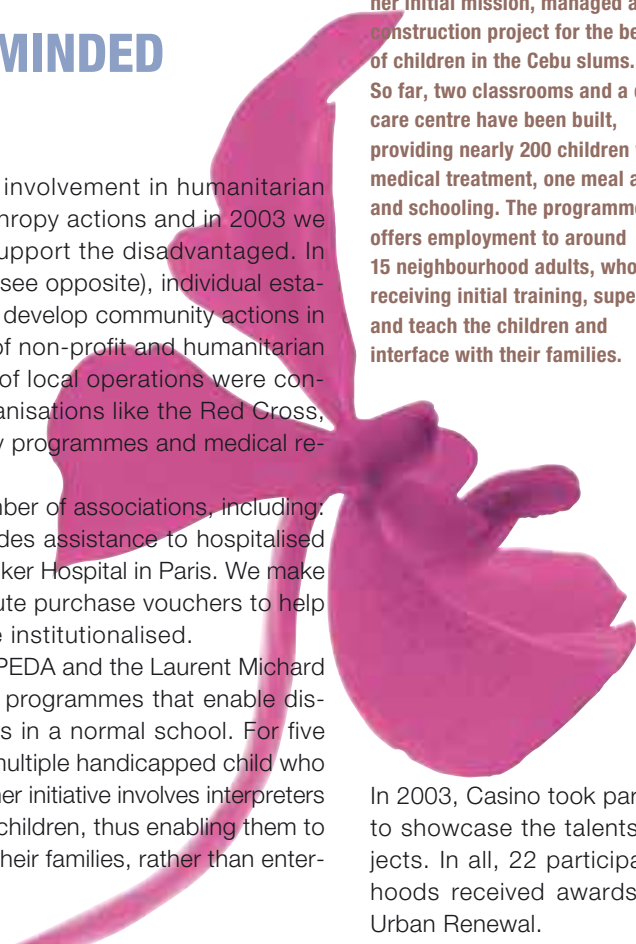 MINDED
involvement in humanitarian
hropy actions and in 2003 we
upport the disadvantaged. In
see opposite), individual esta-
develop community actions in
of non-profit and humanitarian
of local operations were con-
anisations like the Red Cross,
y programmes and medical re-
mber of associations, including:
des assistance to hospitalised
ker Hospital in Paris. We make
ute purchase vouchers to help
e institutionalised.
PEDA and the Laurent Michard
programmes that enable dis-
s in a normal school. For five
multiple handicapped child who
her initiative involves interpreters
children, thus enabling them to
heir families, rather than enter-
her initial mission, managed a
construction project for the be
of children in the Cebu slums.
So far, two classrooms and a
care centre have been built,
providing nearly 200 children
medical treatment, one meal a
and schooling. The programme
offers employment to around
15 neighbourhood adults, who
receiving initial training, supe
and teach the children and
interface with their families.
In 2003, Casino took par
to showcase the talents
jects. In all, 22 participa
hoods received awards
Urban Renewal.